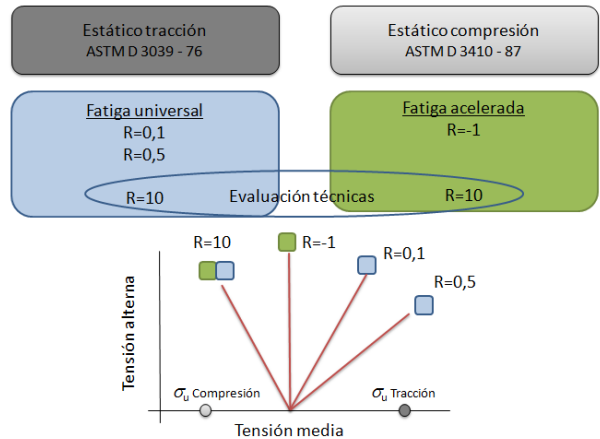 Estático tracción
ASTM D 3039 - 76
Estático compresión
ASTM D 3410 - 87
Fatiga universal
R=0,1
R=0,5
R=10
Fatiga acelerada
R=-1
R=10
Evaluación técnicas
R=10
R=-1
R=0,1
R=0,5
Tensión alterna
σu Compresión
σu Tracción
Tensión media